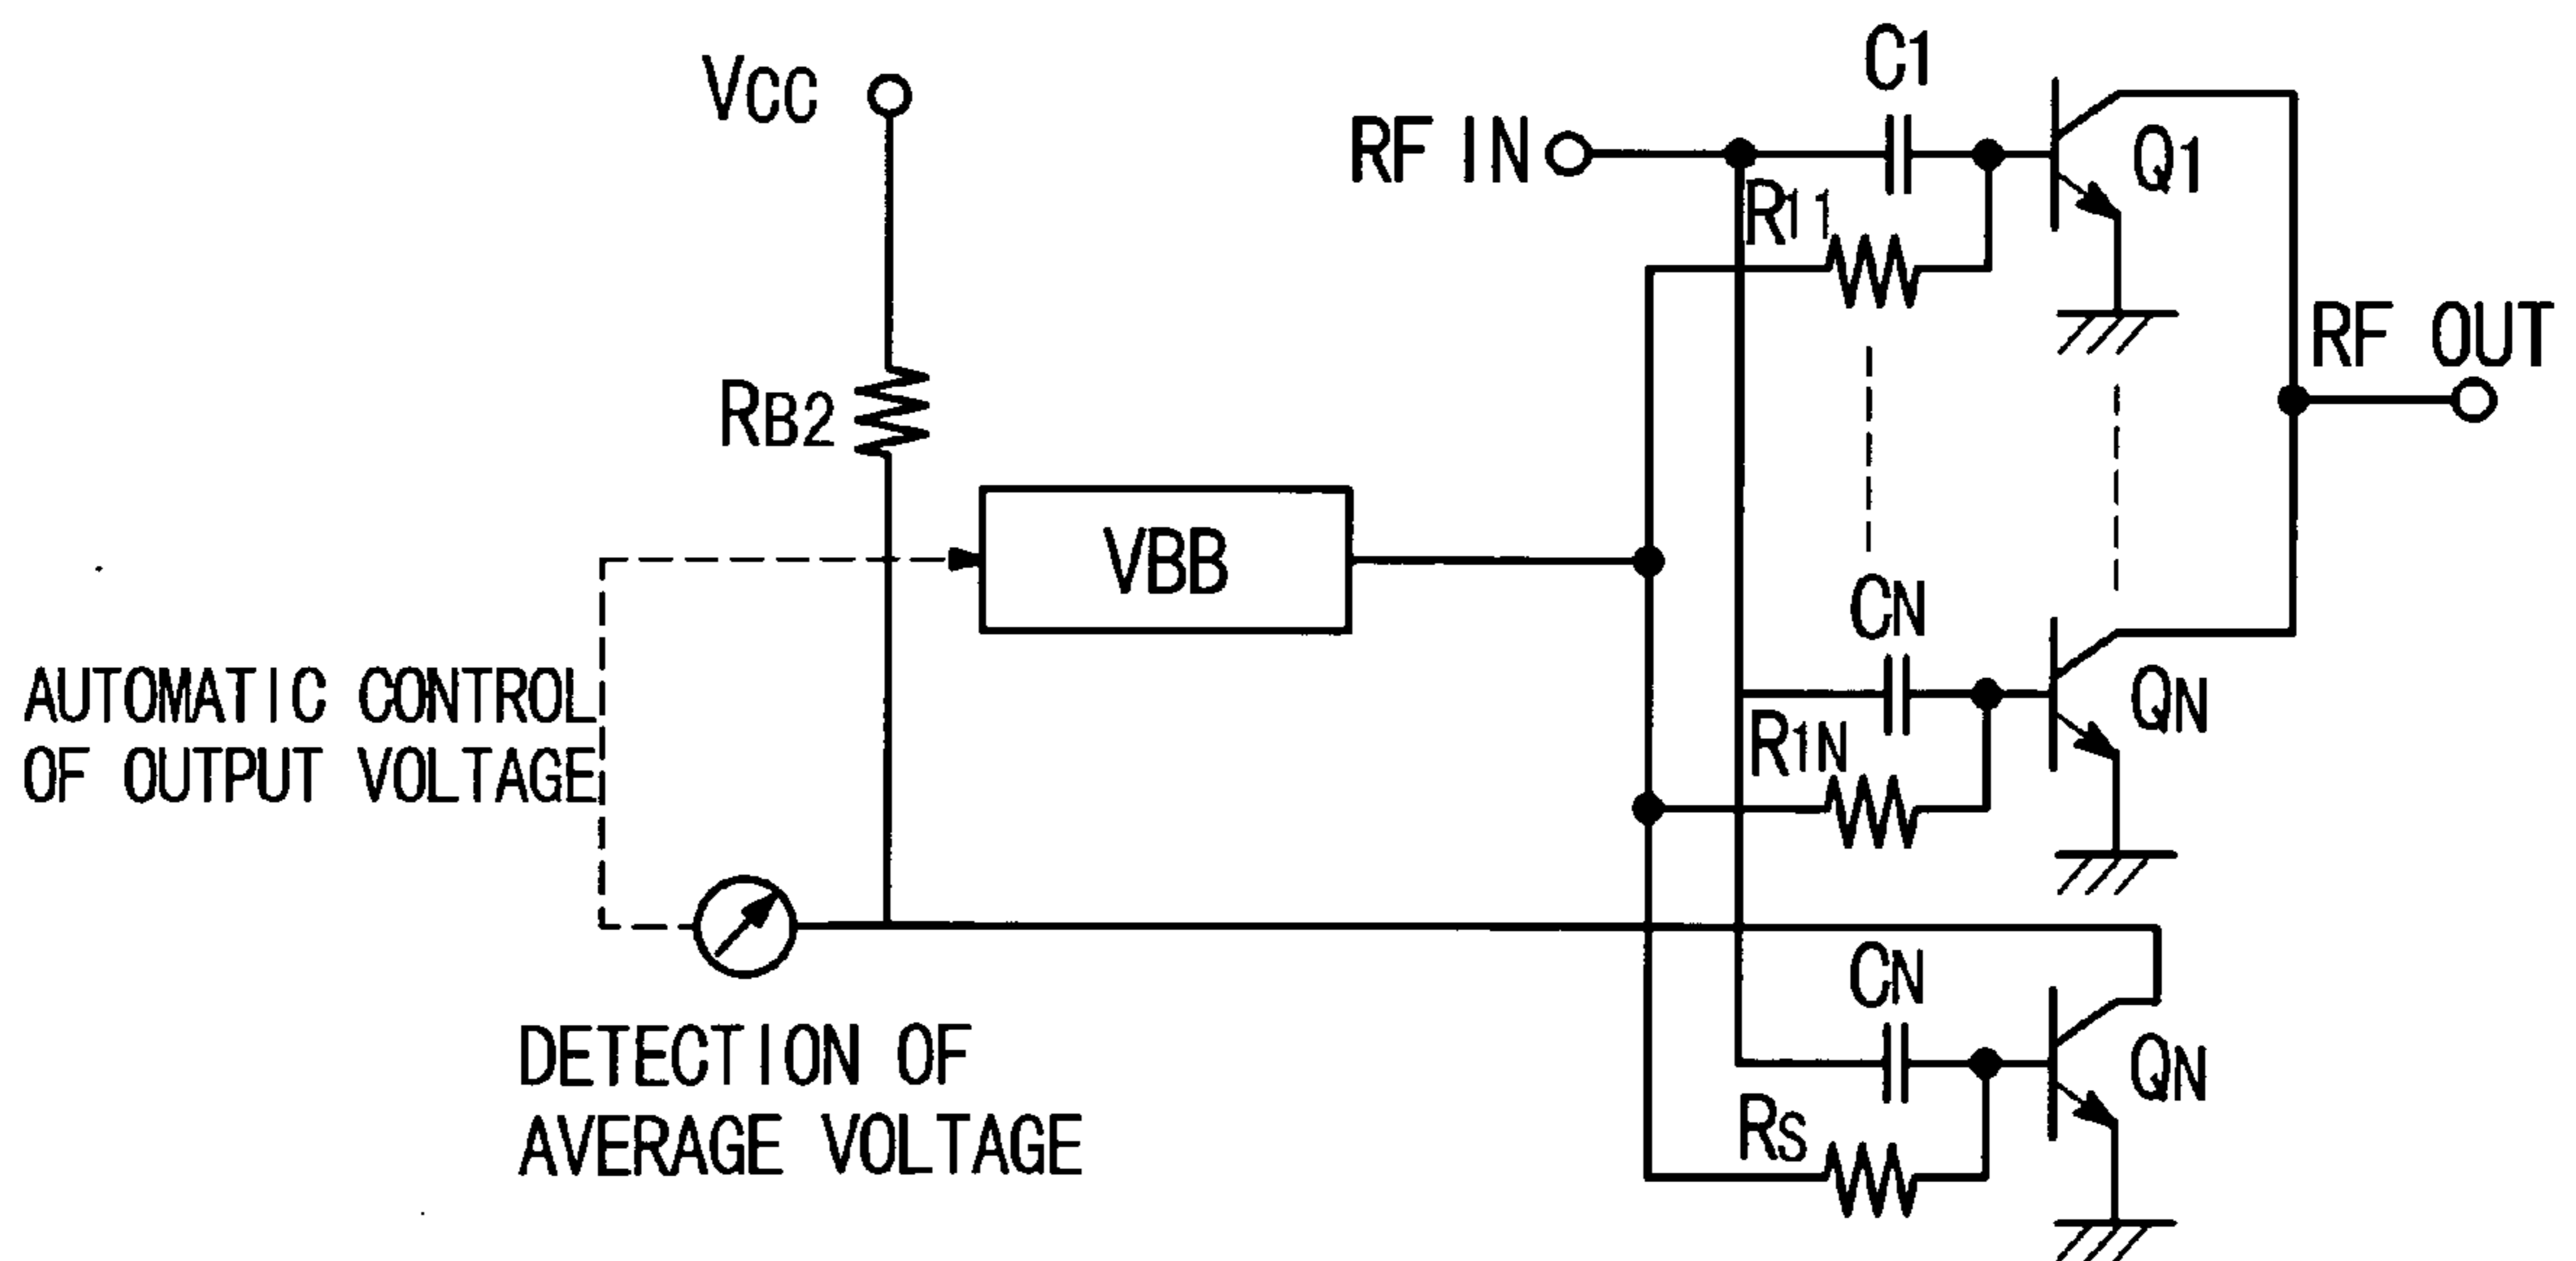 VCC
C1
RF IN
Q1
R11
RF OUT
RB2
VBB
CN
QN
R1N
AUTOMATIC CONTROL
OF OUTPUT VOLTAGE
CN
QN
RS
DETECTION OF
AVERAGE VOLTAGE